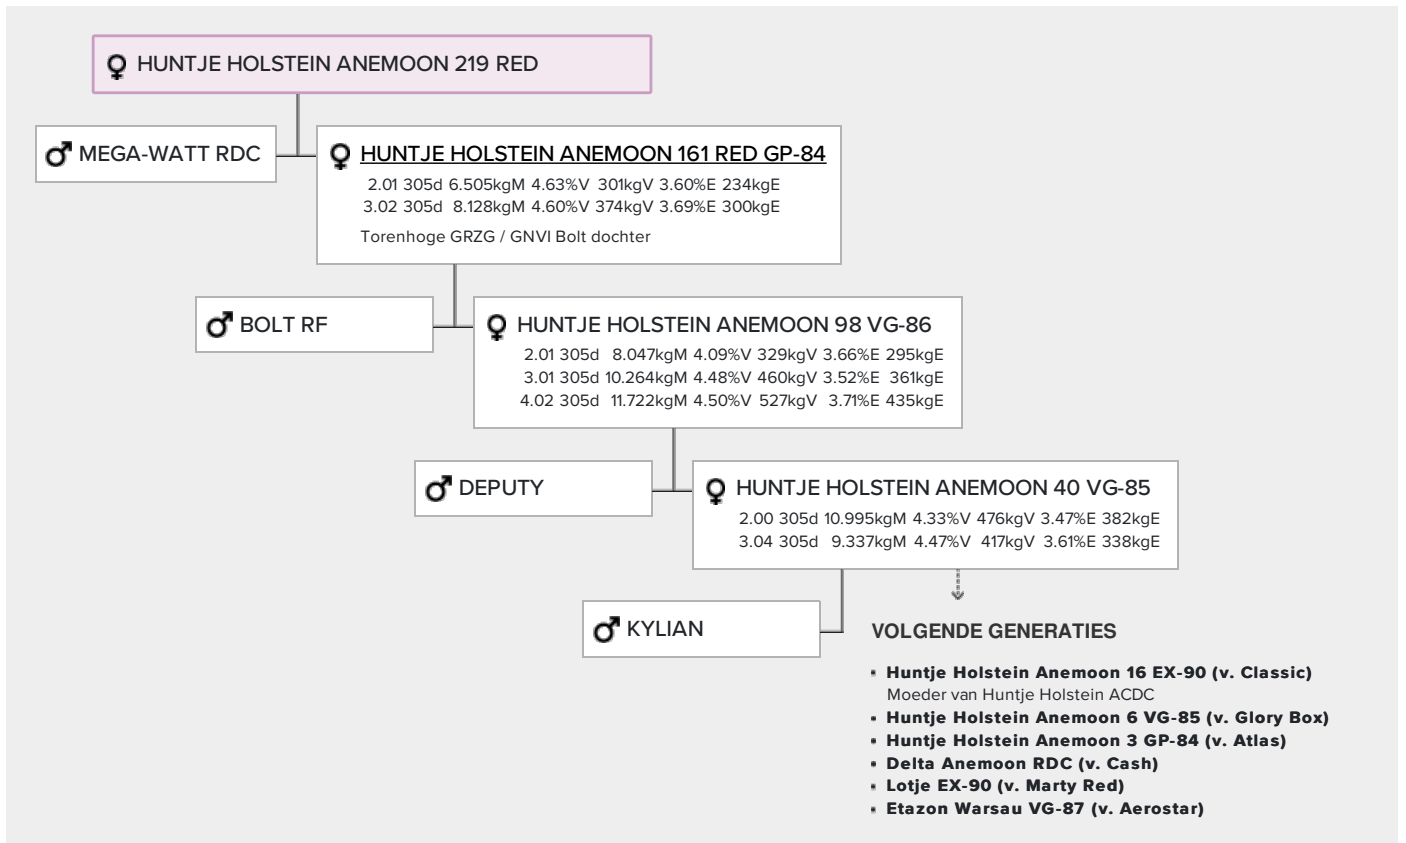 HUNTJE HOLSTEIN ANEMOON 219 RED
MEGA-WATT RDC
HUNTJE HOLSTEIN ANEMOON 161 RED GP-84
2.01 305d 6.505kgM 4.63%V 301kgV 3.60%E 234kgE
3.02 305d 8.128kgM 4.60%V 374kgV 3.69%E 300kgE
Torenhoge GRZG / GNVI Bolt dochter
BOLT RF
HUNTJE HOLSTEIN ANEMOON 98 VG-86
2.01 305d 8.047kgM 4.09%V 329kgV 3.66%E 295kgE
3.01 305d 10.264kgM 4.48%V 460kgV 3.52%E 361kgE
4.02 305d 11.722kgM 4.50%V 527kgV 3.71%E 435kgE
DEPUTY
HUNTJE HOLSTEIN ANEMOON 40 VG-85
2.00 305d 10.995kgM 4.33%V 476kgV 3.47%E 382kgE
3.04 305d 9.337kgM 4.47%V 417kgV 3.61%E 338kgE
KYLIAN
VOLGENDE GENERATIES
Huntje Holstein Anemoon 16 EX-90 (v. Classic)
Moeder van Huntje Holstein ACDC
Huntje Holstein Anemoon 6 VG-85 (v. Glory Box)
Huntje Holstein Anemoon 3 GP-84 (v. Atlas)
Delta Anemoon RDC (v. Cash)
Lotje EX-90 (v. Marty Red)
Etazon Warsau VG-87 (v. Aerostar)